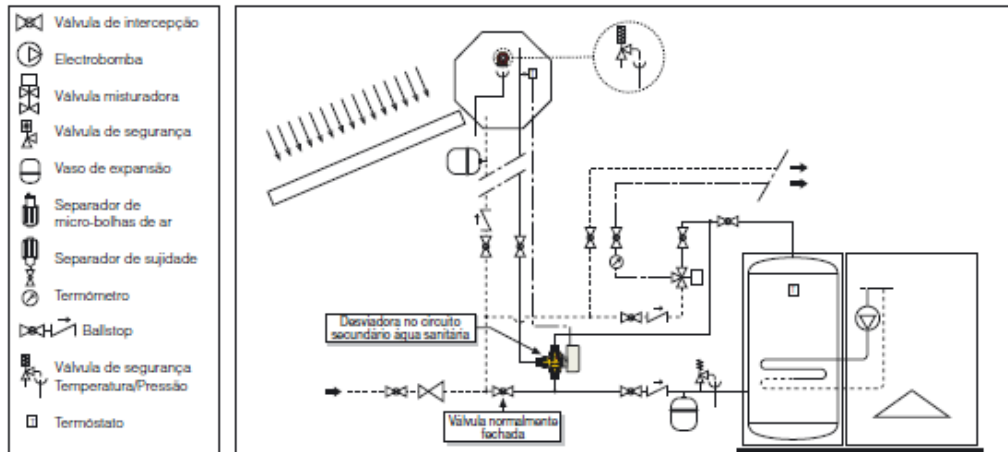 Válvula de intercepção
Electrobomba
Válvula misturadora
Válvula de segurança
Vaso de expansão
Separador de
micro-bolhas de ar
Separador de sujidade
Termómetro
Ballstop
Válvula de segurança
Temperatura/Pressão
T
Termóstato
T
Desviadora no circuito
secundário água sanitária
Válvula normalmente
fechada
T